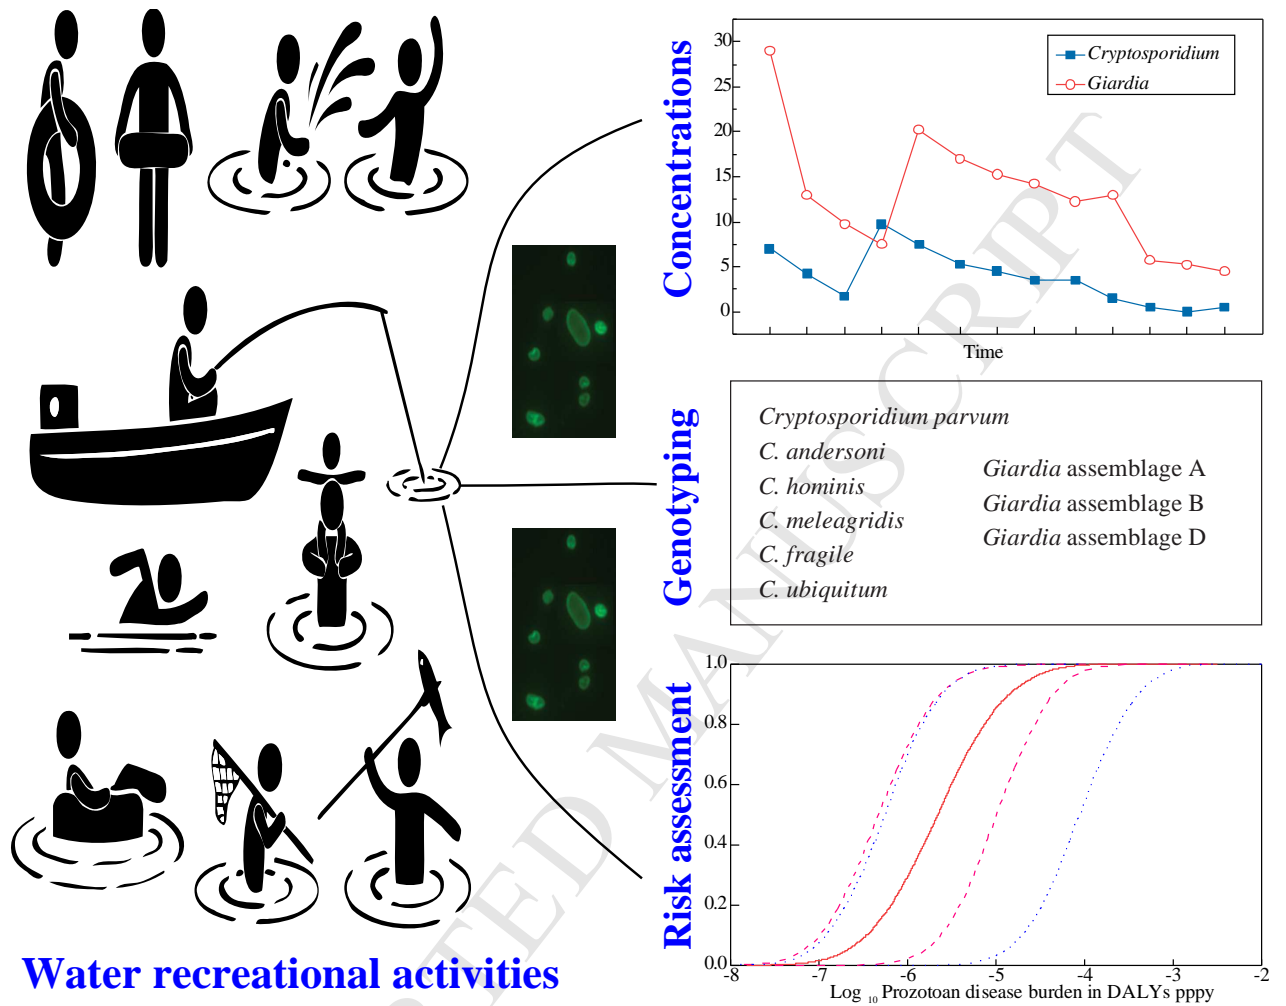 Concentrations
30
25
20
15
10
5
0
Cryptosporidium
Giardia
Time
Genotyping
Cryptosporidium parvum
C. andersoni
C. hominis
C. meleagridis
C. fragile
C. ubiquitum
Giardia assemblage A
Giardia assemblage B
Giardia assemblage D
Risk assessment
1.0
0.8
0.6
0.4
0.2
0.0
-8 -7 -6 -5 -4 -3 -2
Log 10 Prozotoan disease burden in DALYs pppy
Water recreational activities
TED MANUSCRIPT